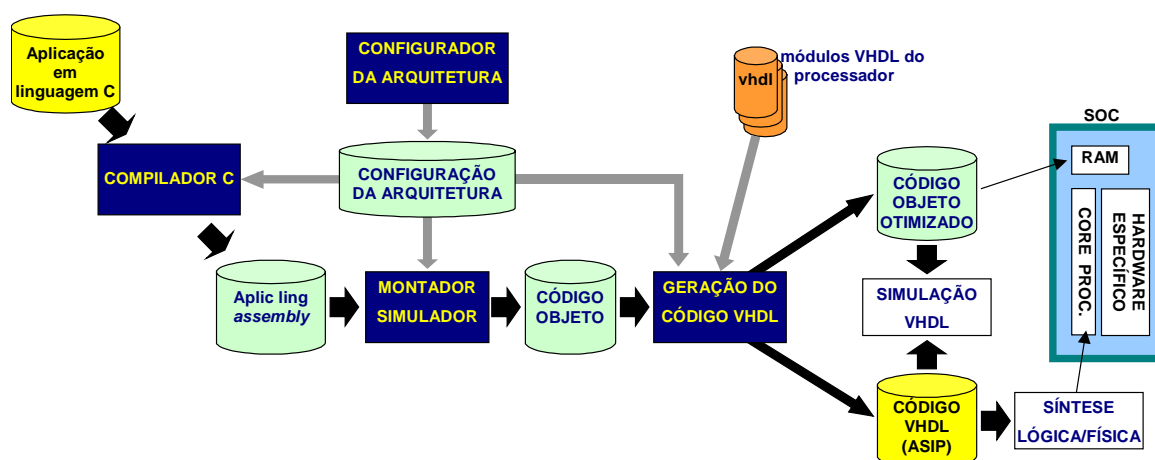 Aplicação
em
linguagem C
CONFIGURADOR
DA ARQUITETURA
vhdl
módulos VHDL do
processador
SOC
RAM
COMPILADOR C
CONFIGURAÇÃO
DA ARQUITETURA
CÓDIGO
OBJETO
OTIMIZADO
CORE PROC.
HARDWARE
ESPECÍFICO
Aplic ling
assembly
MONTADOR
SIMULADOR
CÓDIGO
OBJETO
GERAÇÃO DO
CÓDIGO VHDL
SIMULAÇÃO
VHDL
CÓDIGO
VHDL
(ASIP)
SÍNTESE
LÓGICA/FÍSICA